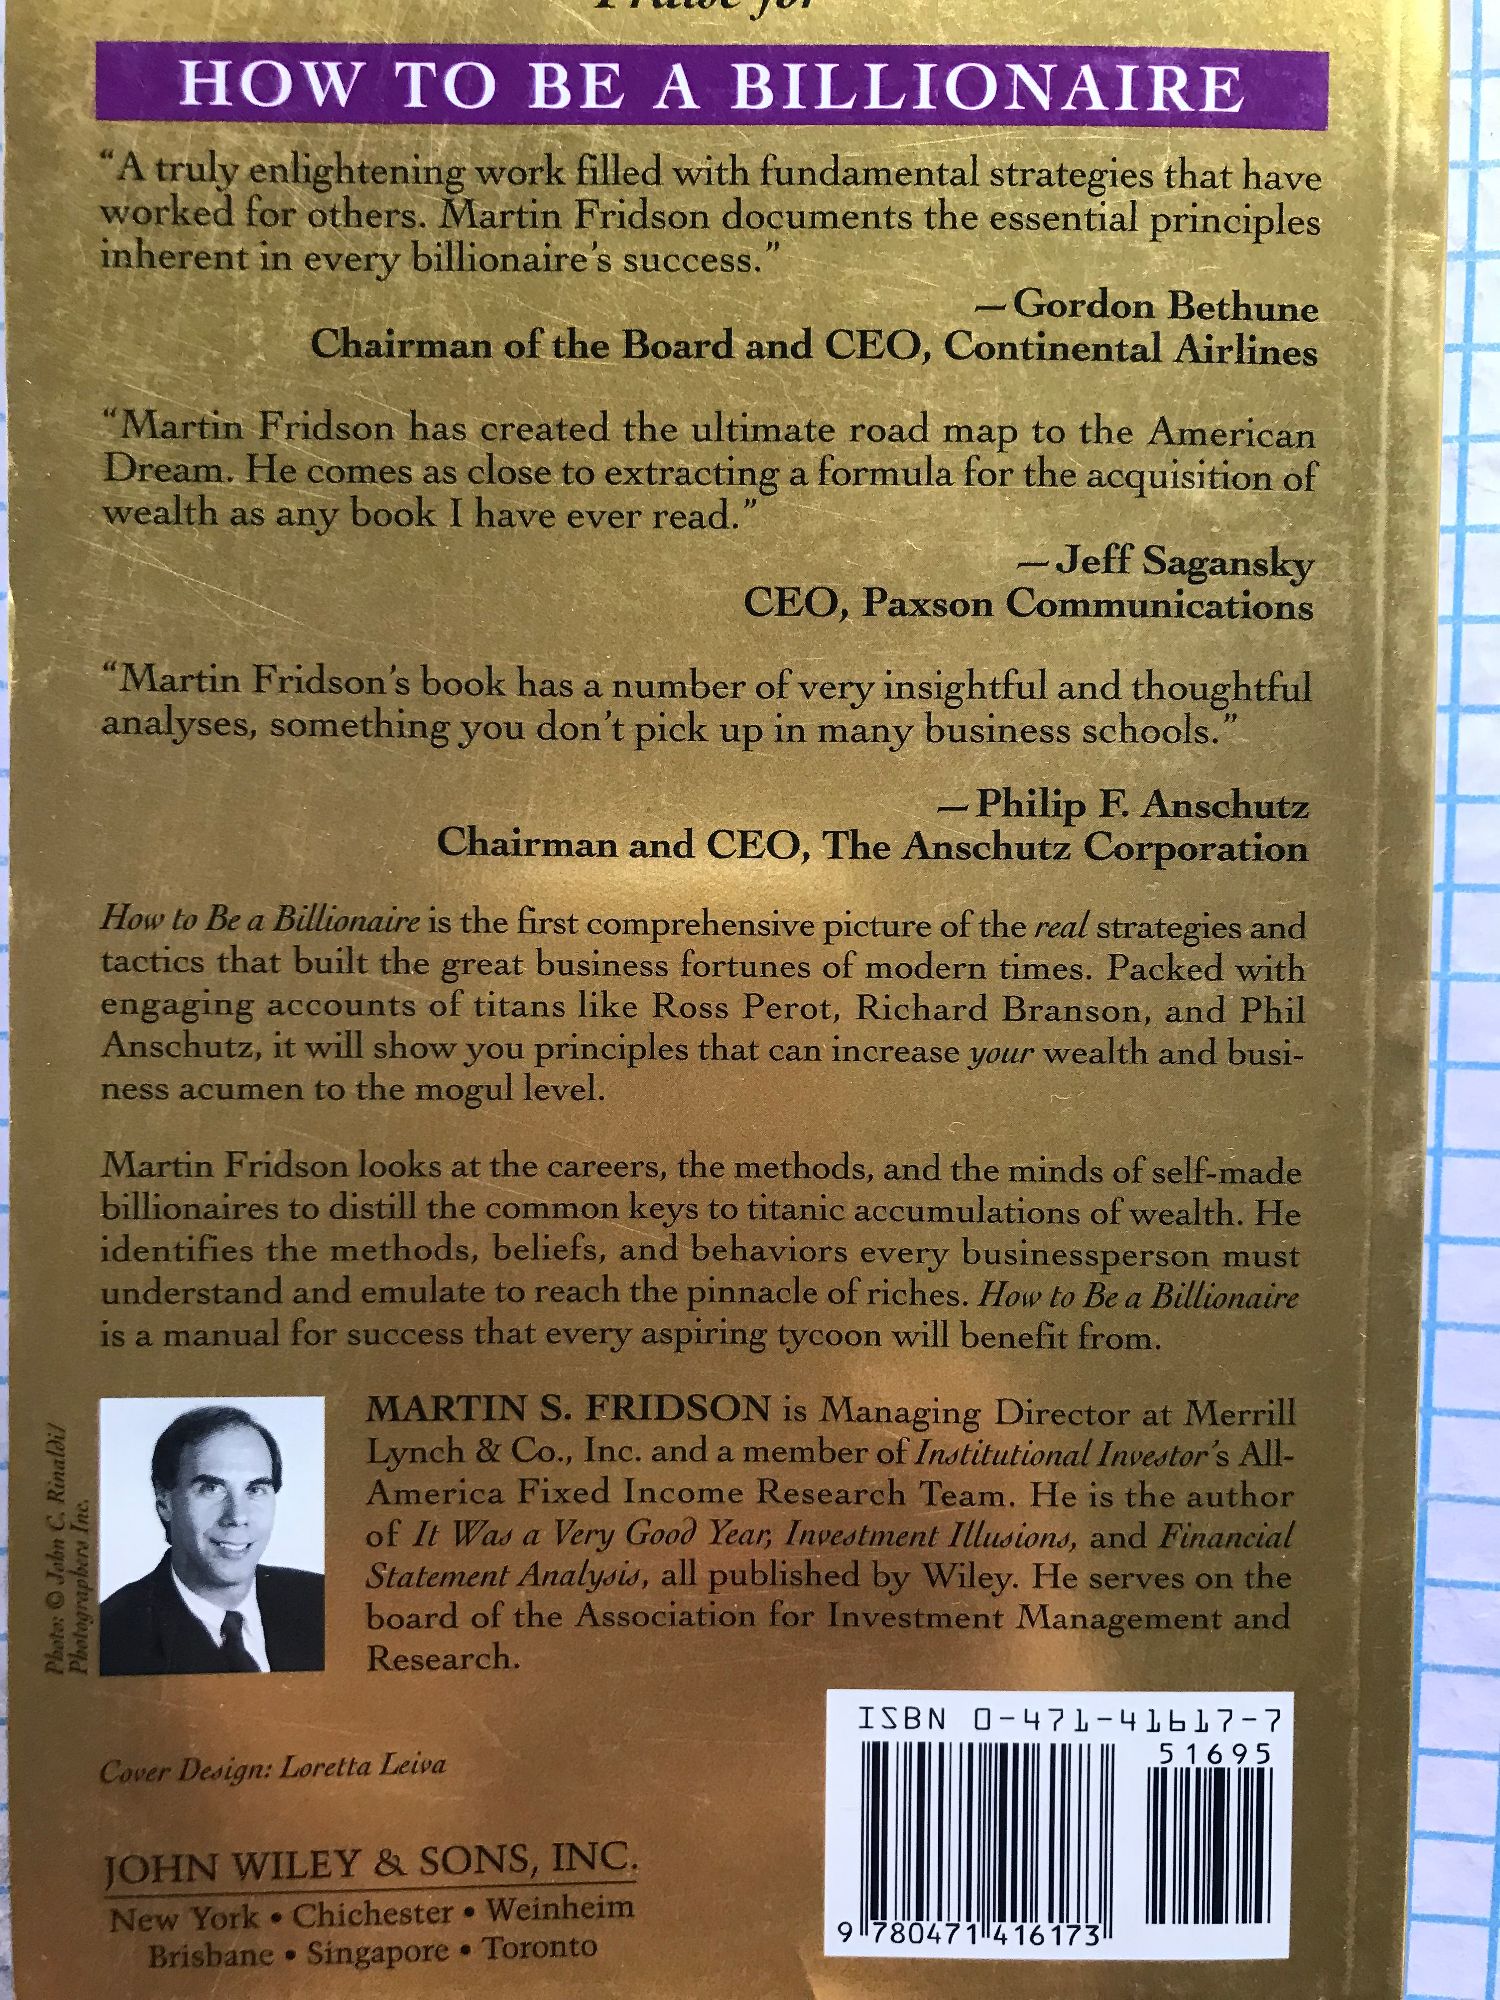 Praise for
HOW TO BE A BILLIONAIRE
“A truly enlightening work filled with fundamental strategies that have
worked for others. Martin Fridson documents the essential principles
inherent in every billionaire’s success.”
—Gordon Bethune
Chairman of the Board and CEO, Continental Airlines
“Martin Fridson has created the ultimate road map to the American
Dream. He comes as close to extracting a formula for the acquisition of
wealth as any book I have ever read.”
—Jeff Sagansky
CEO, Paxson Communications
“Martin Fridson’s book has a number of very insightful and thoughtful
analyses, something you don’t pick up in many business schools.”
—Philip F. Anschutz
Chairman and CEO, The Anschutz Corporation
How to Be a Billionaire is the first comprehensive picture of the real strategies and
tactics that built the great business fortunes of modern times. Packed with
engaging accounts of titans like Ross Perot, Richard Branson, and Phil
Anschutz, it will show you principles that can increase your wealth and busi-
ness acumen to the mogul level.
Martin Fridson looks at the careers, the methods, and the minds of self-made
billionaires to distill the common keys to titanic accumulations of wealth. He
identifies the methods, beliefs, and behaviors every businessperson must
understand and emulate to reach the pinnacle of riches. How to Be a Billionaire
is a manual for success that every aspiring tycoon will benefit from.
Photo: © John C. Rinaldi/
Photographers Inc.
MARTIN S. FRIDSON is Managing Director at Merrill
Lynch & Co., Inc. and a member of Institutional Investor’s All-
America Fixed Income Research Team. He is the author
of It Was a Very Good Year, Investment Illusions, and Financial
Statement Analysis, all published by Wiley. He serves on the
board of the Association for Investment Management and
Research.
Cover Design: Loretta Leiva
JOHN WILEY & SONS, INC.
New York • Chichester • Weinheim
Brisbane • Singapore • Toronto
ISBN 0-471-41617-7
51695
9 780471 416173